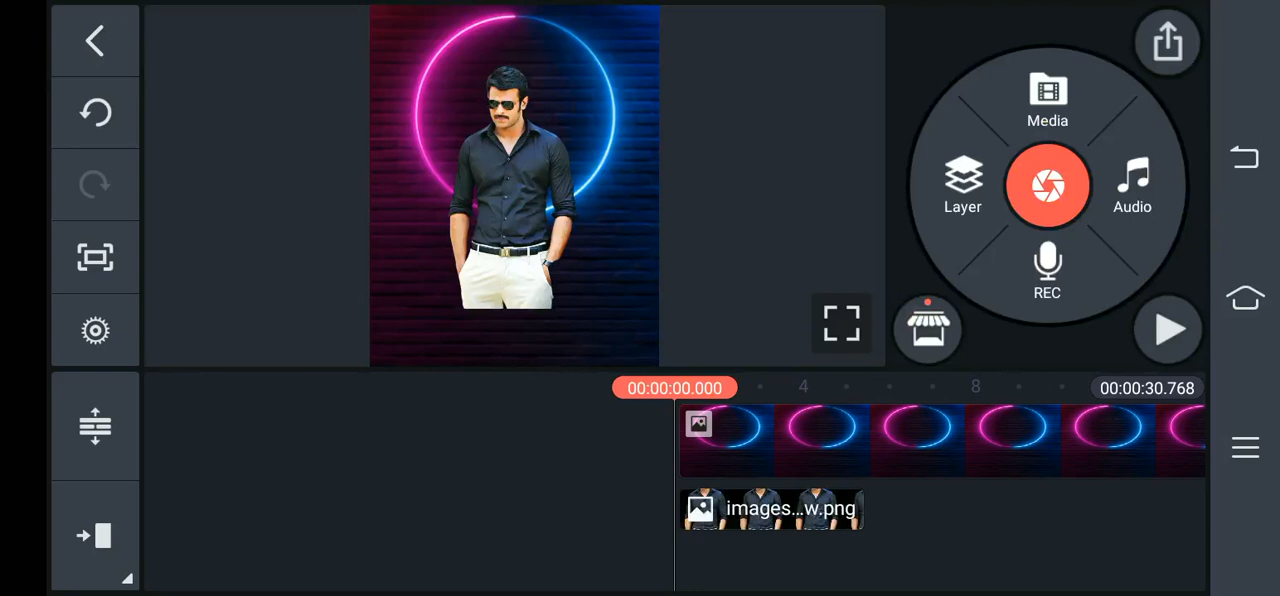 Media
Layer
Audio
REC
00:00:00.000
4
8
00:00:30.768
images...w.png